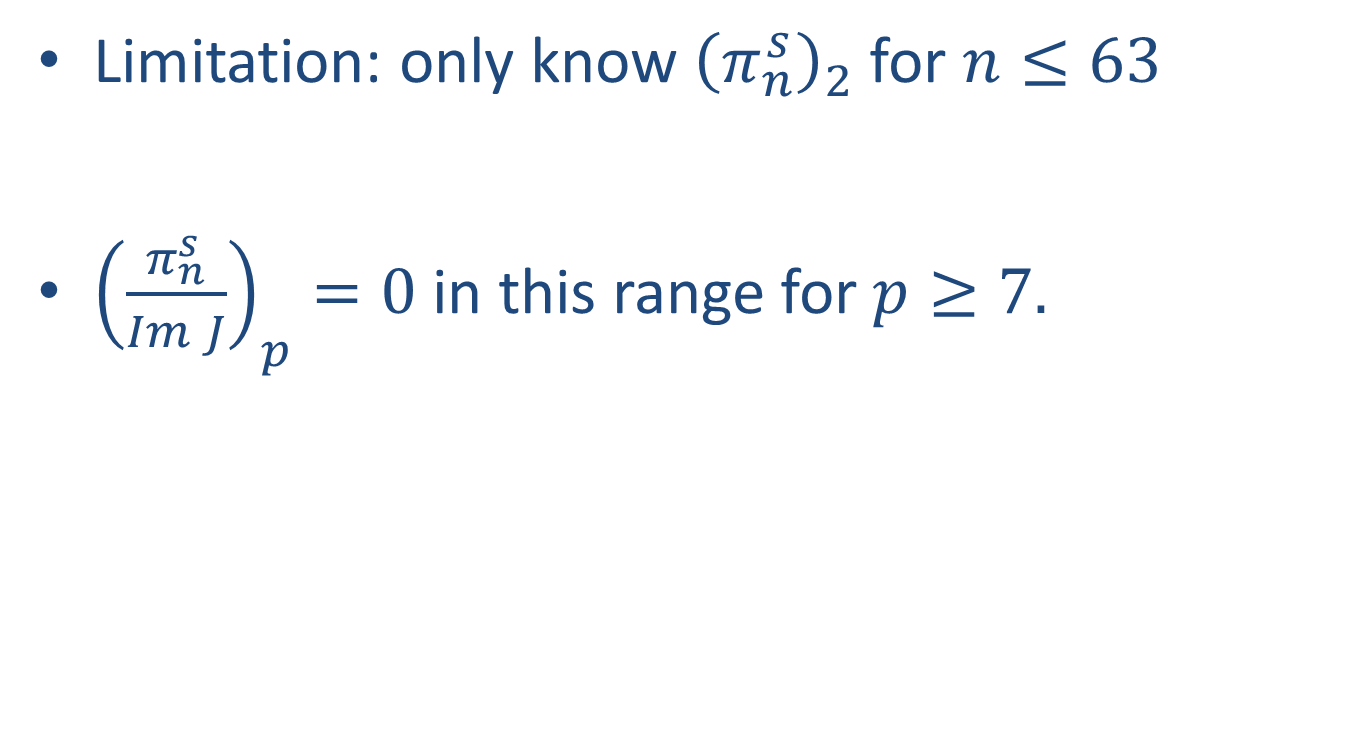 • Limitation: only know (π_n^s)_2 for n ≤ 63
• (π_n^s / Im J)_p = 0 in this range for p ≥ 7.